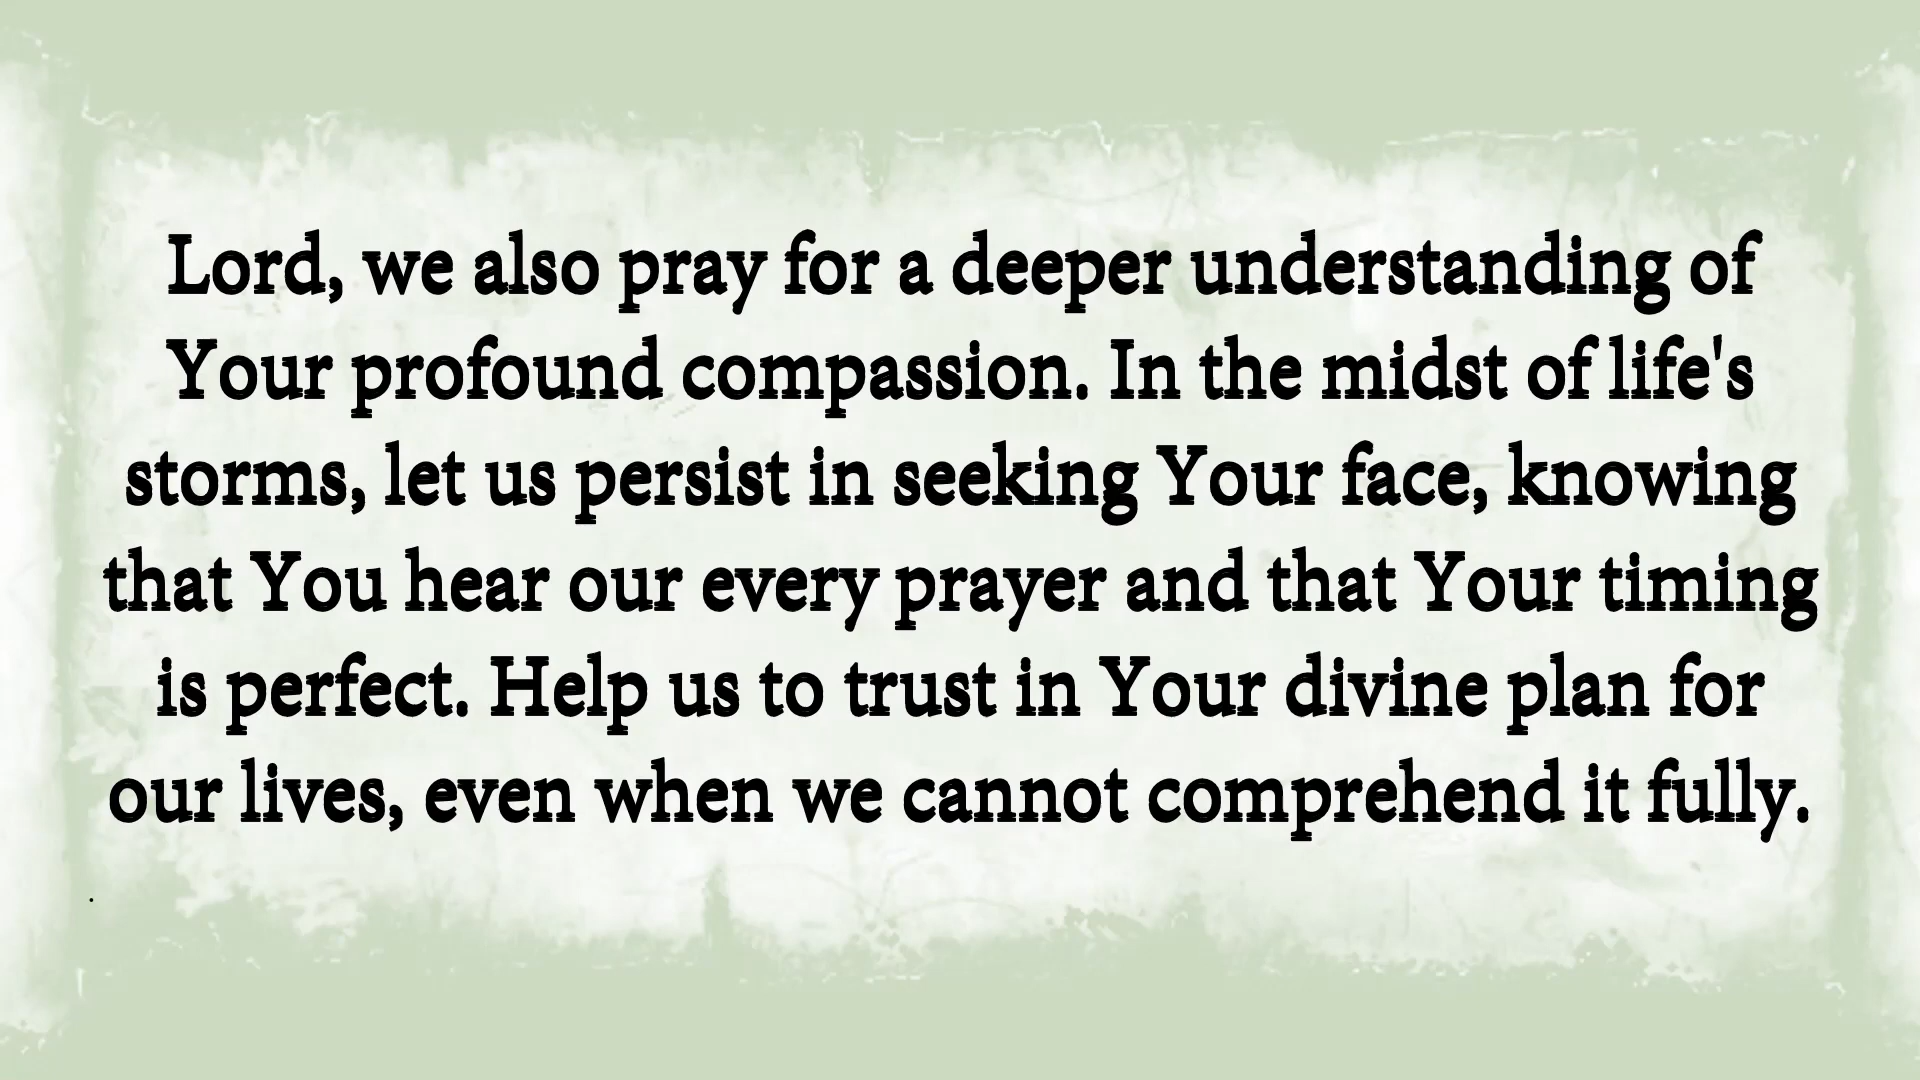 Lord, we also pray for a deeper understanding of
Your profound compassion. In the midst of life's
storms, let us persist in seeking Your face, knowing
that You hear our every prayer and that Your timing
is perfect. Help us to trust in Your divine plan for
our lives, even when we cannot comprehend it fully.
.